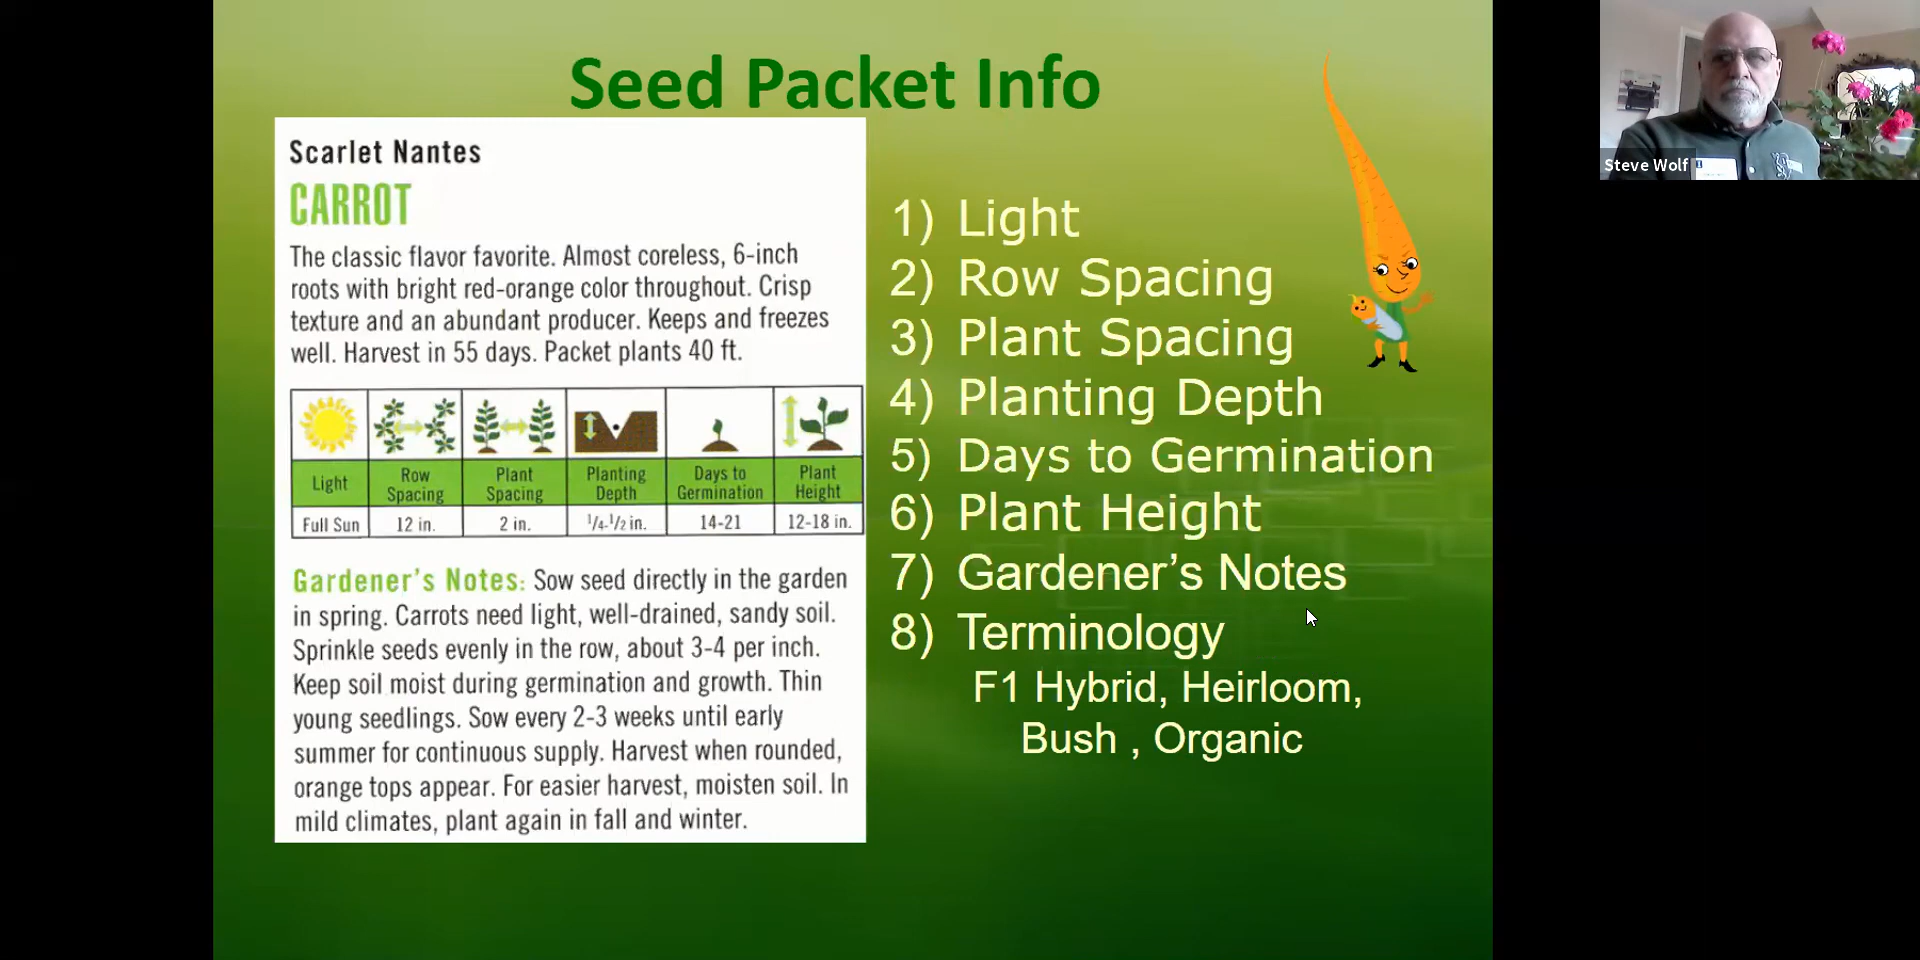 Seed Packet Info
Scarlet Nantes
CARROT
The classic flavor favorite. Almost coreless, 6-inch
roots with bright red-orange color throughout. Crisp
texture and an abundant producer. Keeps and freezes
well. Harvest in 55 days. Packet plants 40 ft.
Light
Row Spacing
Plant Spacing
Planting Depth
Days to Germination
Plant Height
Full Sun
12 in.
2 in.
1/4-1/2 in.
14-21
12-18 in.
Gardener's Notes: Sow seed directly in the garden
in spring. Carrots need light, well-drained, sandy soil.
Sprinkle seeds evenly in the row, about 3-4 per inch.
Keep soil moist during germination and growth. Thin
young seedlings. Sow every 2-3 weeks until early
summer for continuous supply. Harvest when rounded,
orange tops appear. For easier harvest, moisten soil. In
mild climates, plant again in fall and winter.
1) Light
2) Row Spacing
3) Plant Spacing
4) Planting Depth
5) Days to Germination
6) Plant Height
7) Gardener’s Notes
8) Terminology
F1 Hybrid, Heirloom,
Bush , Organic
Steve Wolf